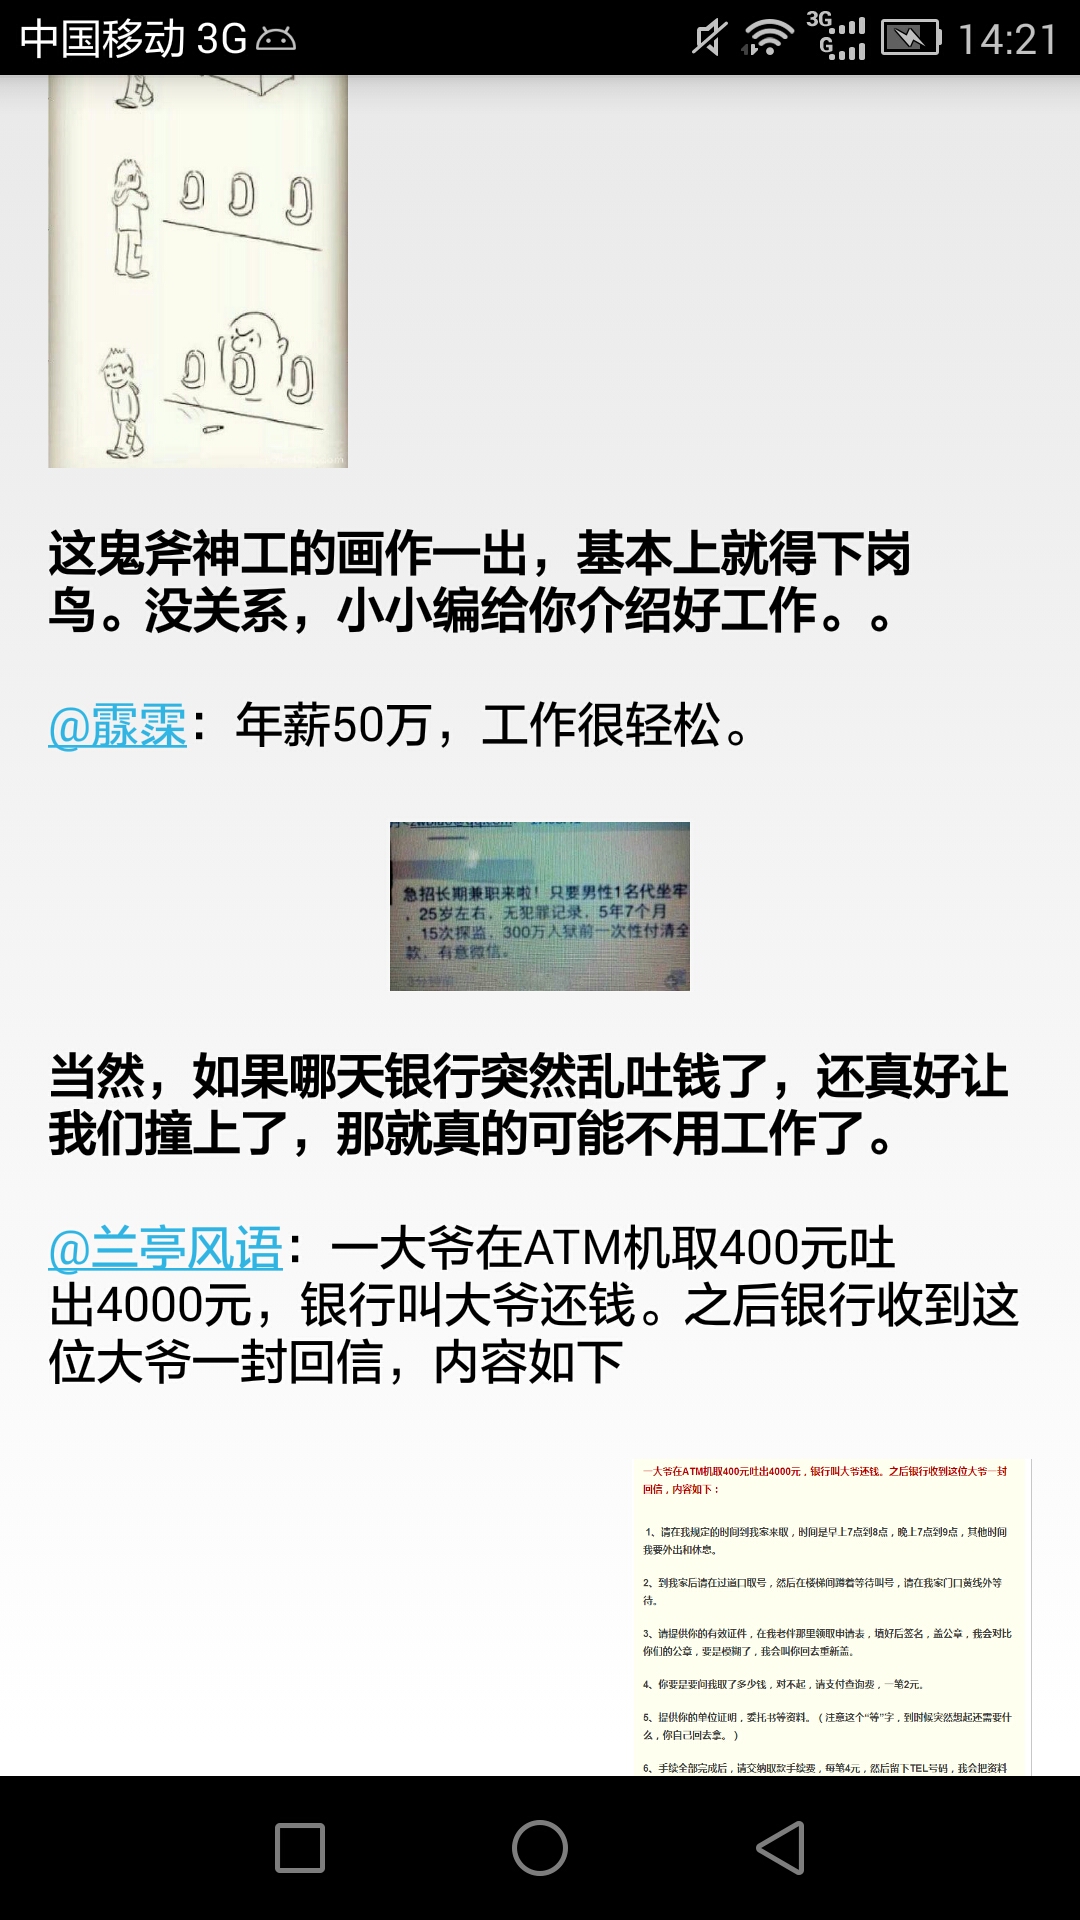 中国移动 3G
3G
G
14:21
这鬼斧神工的画作一出，基本上就得下岗
鸟。没关系，小小编给你介绍好工作。。
@霡霂：年薪50万，工作很轻松。
急招长期兼职来啦！只要男性1名代坐牢
，25岁左右，无犯罪记录，5年7个月
，15次探监，300万入狱前一次性付清全
款，有意微信。
当然，如果哪天银行突然乱吐钱了，还真好让
我们撞上了，那就真的可能不用工作了。
@兰亭风语：一大爷在ATM机取400元吐
出4000元，银行叫大爷还钱。之后银行收到这
位大爷一封回信，内容如下
一大爷在ATM机取400元吐出4000元，银行叫大爷还钱。之后银行收到这位大爷一封
回信，内容如下：
1、请在我规定的时间到我家来取，时间是早上7点到8点，晚上7点到9点，其他时间
我要外出和休息。
2、到我家后请在过道口取号，然后在楼梯间蹲着等待叫号，请在我家门口黄线外等
待。
3、请提供你的有效证件，在我老伴那里领取申请表，填好后签名，盖公章，我会对比
你们的公章，要是模糊了，我会叫你回去重新盖。
4、你要是要问我取了多少钱，对不起，请支付查询费，一笔2元。
5、提供你的单位证明，委托书等资料。（注意这个“等”字，到时候突然想起还需要什
么，你自己回去拿。）
6、手续全部完成后，请交纳取款手续费，每笔4元，然后留下TEL号码，我会把资料